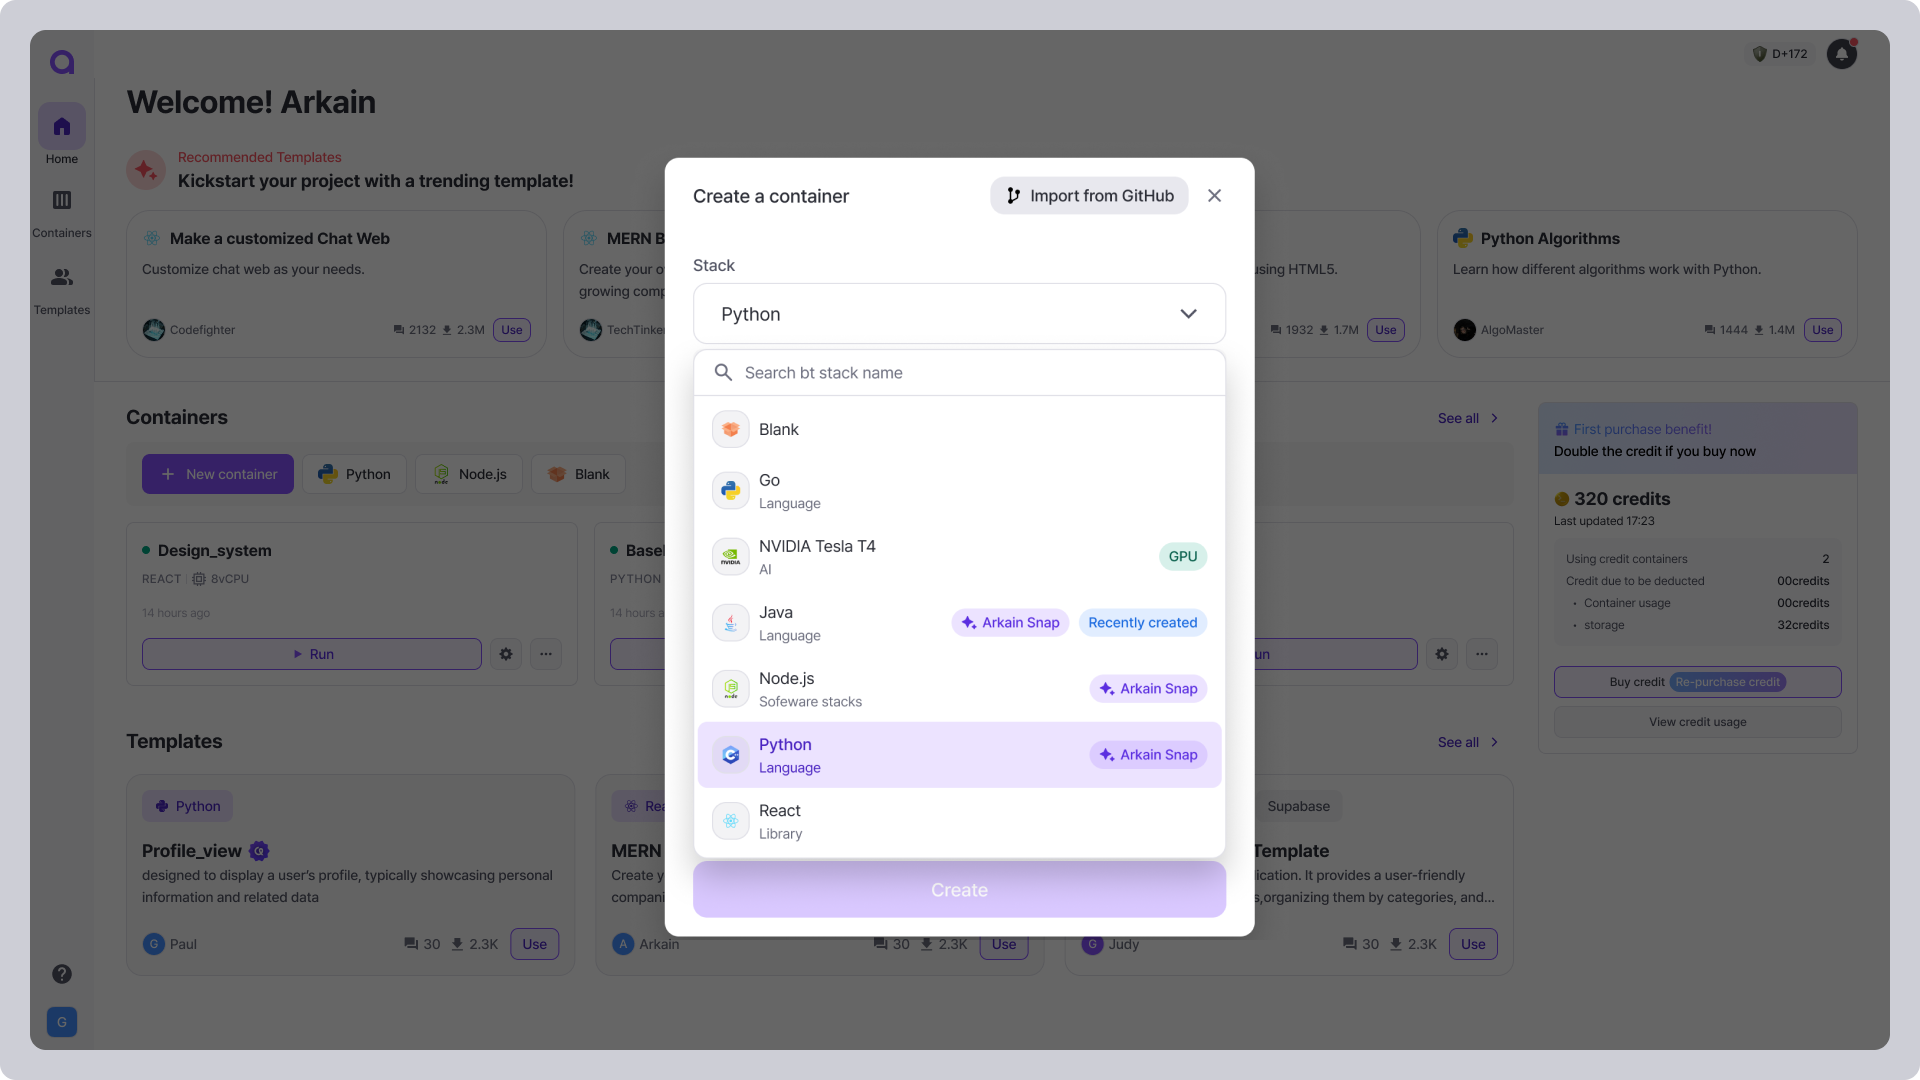 D+172
Welcome! Arkain
Home
Recommended Templates
Kickstart your project with a trending template!
Containers
Templates
Make a customized Chat Web
Customize chat web as your needs.
Codefighter
2132
2.3M
Use
MERN B
Create your o
growing comp
TechTinke
using HTML5.
1932
1.7M
Use
Python Algorithms
Learn how different algorithms work with Python.
AlgoMaster
1444
1.4M
Use
Create a container
Import from GitHub
Stack
Python
Search bt stack name
Blank
Go
Language
NVIDIA
NVIDIA Tesla T4
AI
GPU
Java
Language
Arkain Snap
Recently created
Node.js
Sofeware stacks
Arkain Snap
Python
Language
Arkain Snap
React
Library
Create
Containers
See all
New container
Python
Node.js
Blank
Design_system
REACT
8vCPU
14 hours ago
Run
Basel
PYTHON
14 hours a
un
First purchase benefit!
Double the credit if you buy now
320 credits
Last updated 17:23
Using credit containers 2
Credit due to be deducted 00credits
• Container usage 00credits
• storage 32credits
Buy credit Re-purchase credit
View credit usage
Templates
See all
Python
Profile_view
designed to display a user’s profile, typically showcasing personal
information and related data
G
Paul
30
2.3K
Use
Rea
MERN
Create y
compani
A
Arkain
30
2.3K
Use
Supabase
Template
lication. It provides a user-friendly
s,organizing them by categories, and...
G
Judy
30
2.3K
Use
?
G